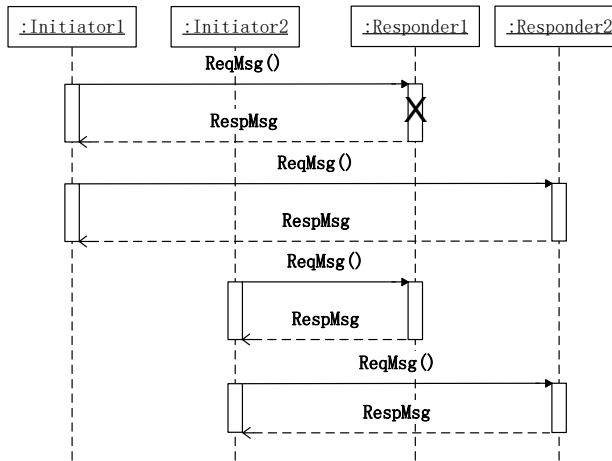 :Initiator1 :Initiator2 :Responder1 :Responder2
ReqMsg()
RespMsg
ReqMsg()
RespMsg
ReqMsg()
RespMsg
ReqMsg()
RespMsg